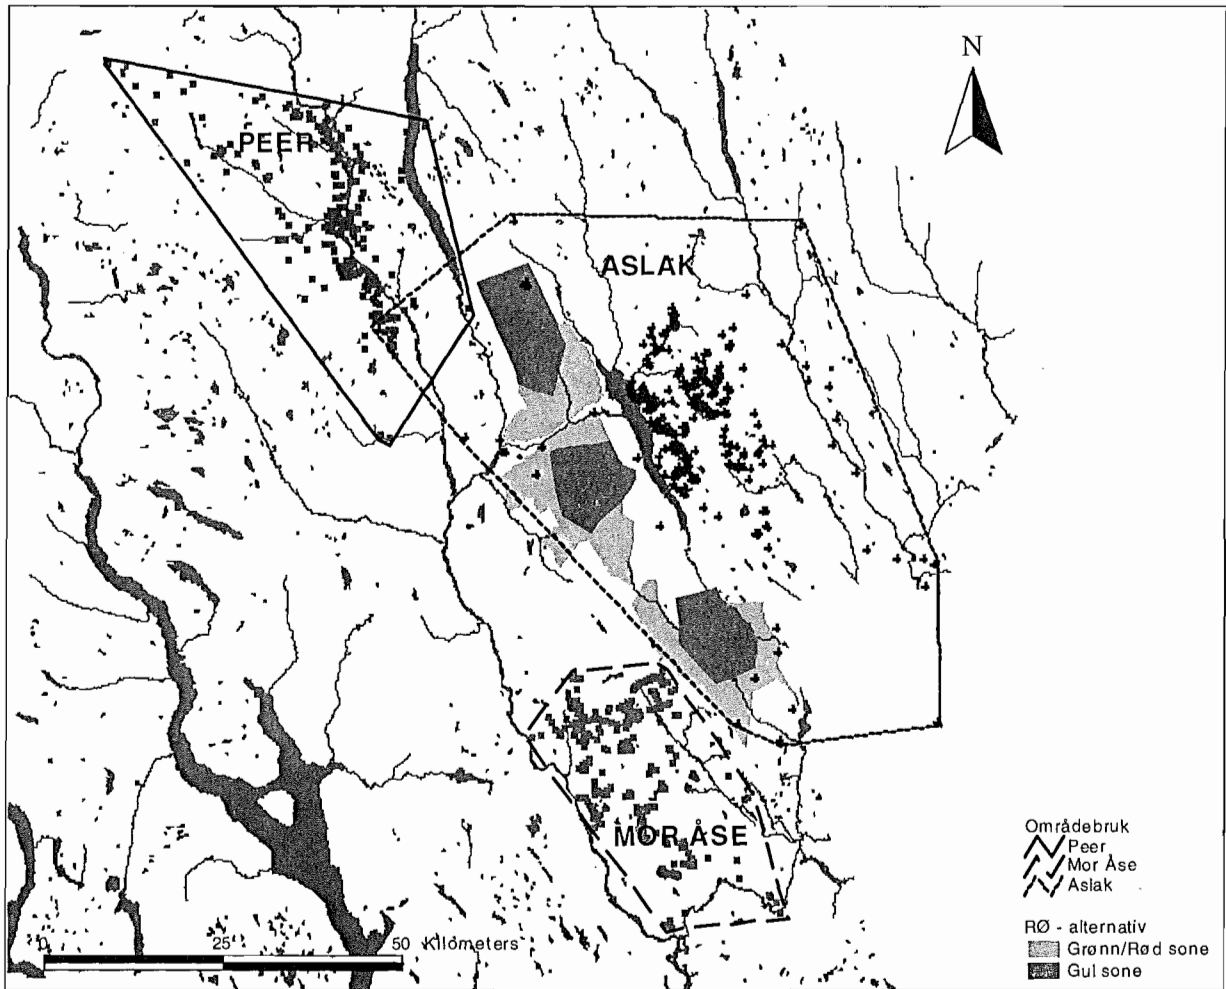 N
PEER
ASLAK
MOR ÅSE
Områdebruk
Peer
Mor Åse
Aslak
RØ - alternativ
Grønn/Rød sone
Gul sone
0 25 50 Kilometers